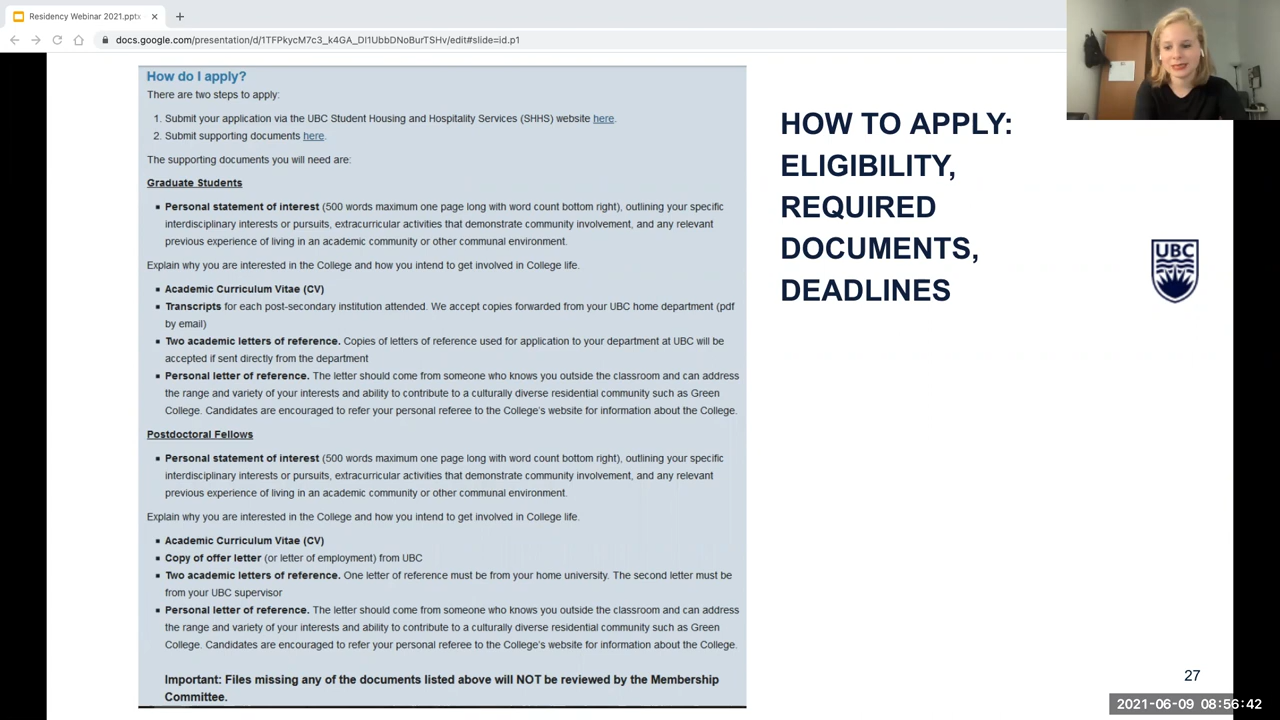 Residency Webinar 2021.pptx
docs.google.com/presentation/d/1TFPkycM7c3_k4GA_DI1UbbDNoBurTSHv/edit#slide=id.p1
How do I apply?
There are two steps to apply:
1. Submit your application via the UBC Student Housing and Hospitality Services (SHHS) website here.
2. Submit supporting documents here.
The supporting documents you will need are:
Graduate Students
▪ Personal statement of interest (500 words maximum one page long with word count bottom right), outlining your specific
interdisciplinary interests or pursuits, extracurricular activities that demonstrate community involvement, and any relevant
previous experience of living in an academic community or other communal environment.
Explain why you are interested in the College and how you intend to get involved in College life.
▪ Academic Curriculum Vitae (CV)
▪ Transcripts for each post-secondary institution attended. We accept copies forwarded from your UBC home department (pdf
by email)
▪ Two academic letters of reference. Copies of letters of reference used for application to your department at UBC will be
accepted if sent directly from the department
▪ Personal letter of reference. The letter should come from someone who knows you outside the classroom and can address
the range and variety of your interests and ability to contribute to a culturally diverse residential community such as Green
College. Candidates are encouraged to refer your personal referee to the College's website for information about the College.
Postdoctoral Fellows
▪ Personal statement of interest (500 words maximum one page long with word count bottom right), outlining your specific
interdisciplinary interests or pursuits, extracurricular activities that demonstrate community involvement, and any relevant
previous experience of living in an academic community or other communal environment.
Explain why you are interested in the College and how you intend to get involved in College life.
▪ Academic Curriculum Vitae (CV)
▪ Copy of offer letter (or letter of employment) from UBC
▪ Two academic letters of reference. One letter of reference must be from your home university. The second letter must be
from your UBC supervisor
▪ Personal letter of reference. The letter should come from someone who knows you outside the classroom and can address
the range and variety of your interests and ability to contribute to a culturally diverse residential community such as Green
College. Candidates are encouraged to refer your personal referee to the College's website for information about the College.
Important: Files missing any of the documents listed above will NOT be reviewed by the Membership
Committee.
HOW TO APPLY:
ELIGIBILITY,
REQUIRED
DOCUMENTS,
DEADLINES
UBC
27
2021-06-09 08:56:42